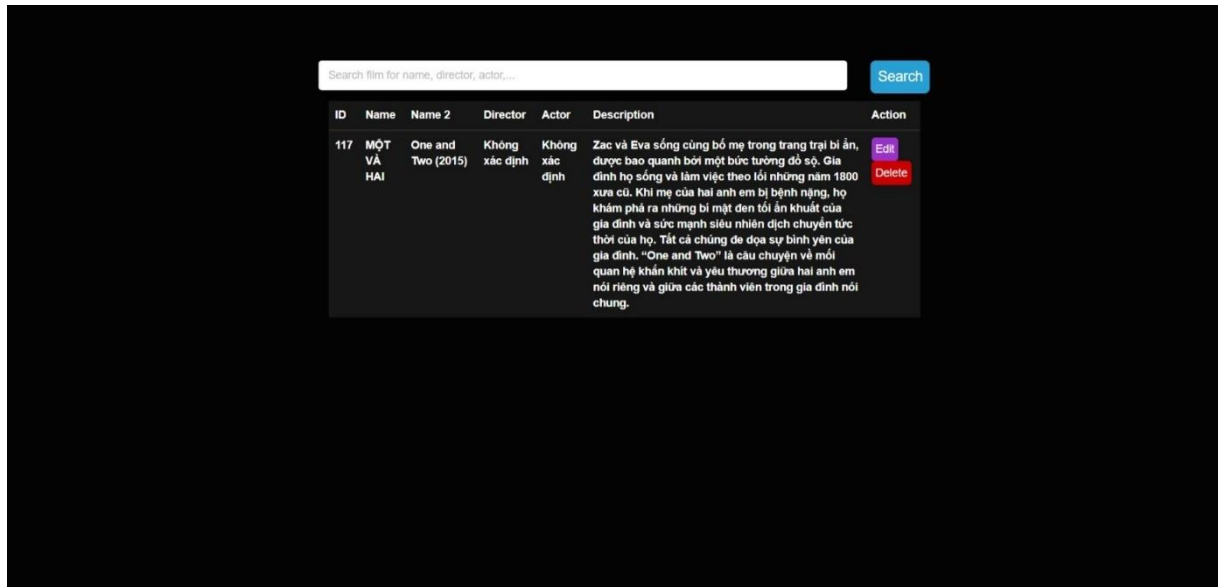 Search film for name, director, actor,...
Search
ID Name Name 2 Director Actor Description Action
117 MỘT One and Không Không Zac và Eva sống cùng bố mẹ trong trang trại bí ẩn, Edit
VÀ Two (2015) xác định xác được bao quanh bởi một bức tường đồ sộ. Gia
HAI định đình họ sống và làm việc theo lối những năm 1800 Delete
xưa cũ. Khi mẹ của hai anh em bị bệnh nặng, họ
khám phá ra những bí mật đen tối ẩn khuất của
gia đình và sức mạnh siêu nhiên dịch chuyển tức
thời của họ. Tất cả chúng đe dọa sự bình yên của
gia đình. “One and Two” là câu chuyện về mối
quan hệ khăn khít và yêu thương giữa hai anh em
nói riêng và giữa các thành viên trong gia đình nói
chung.